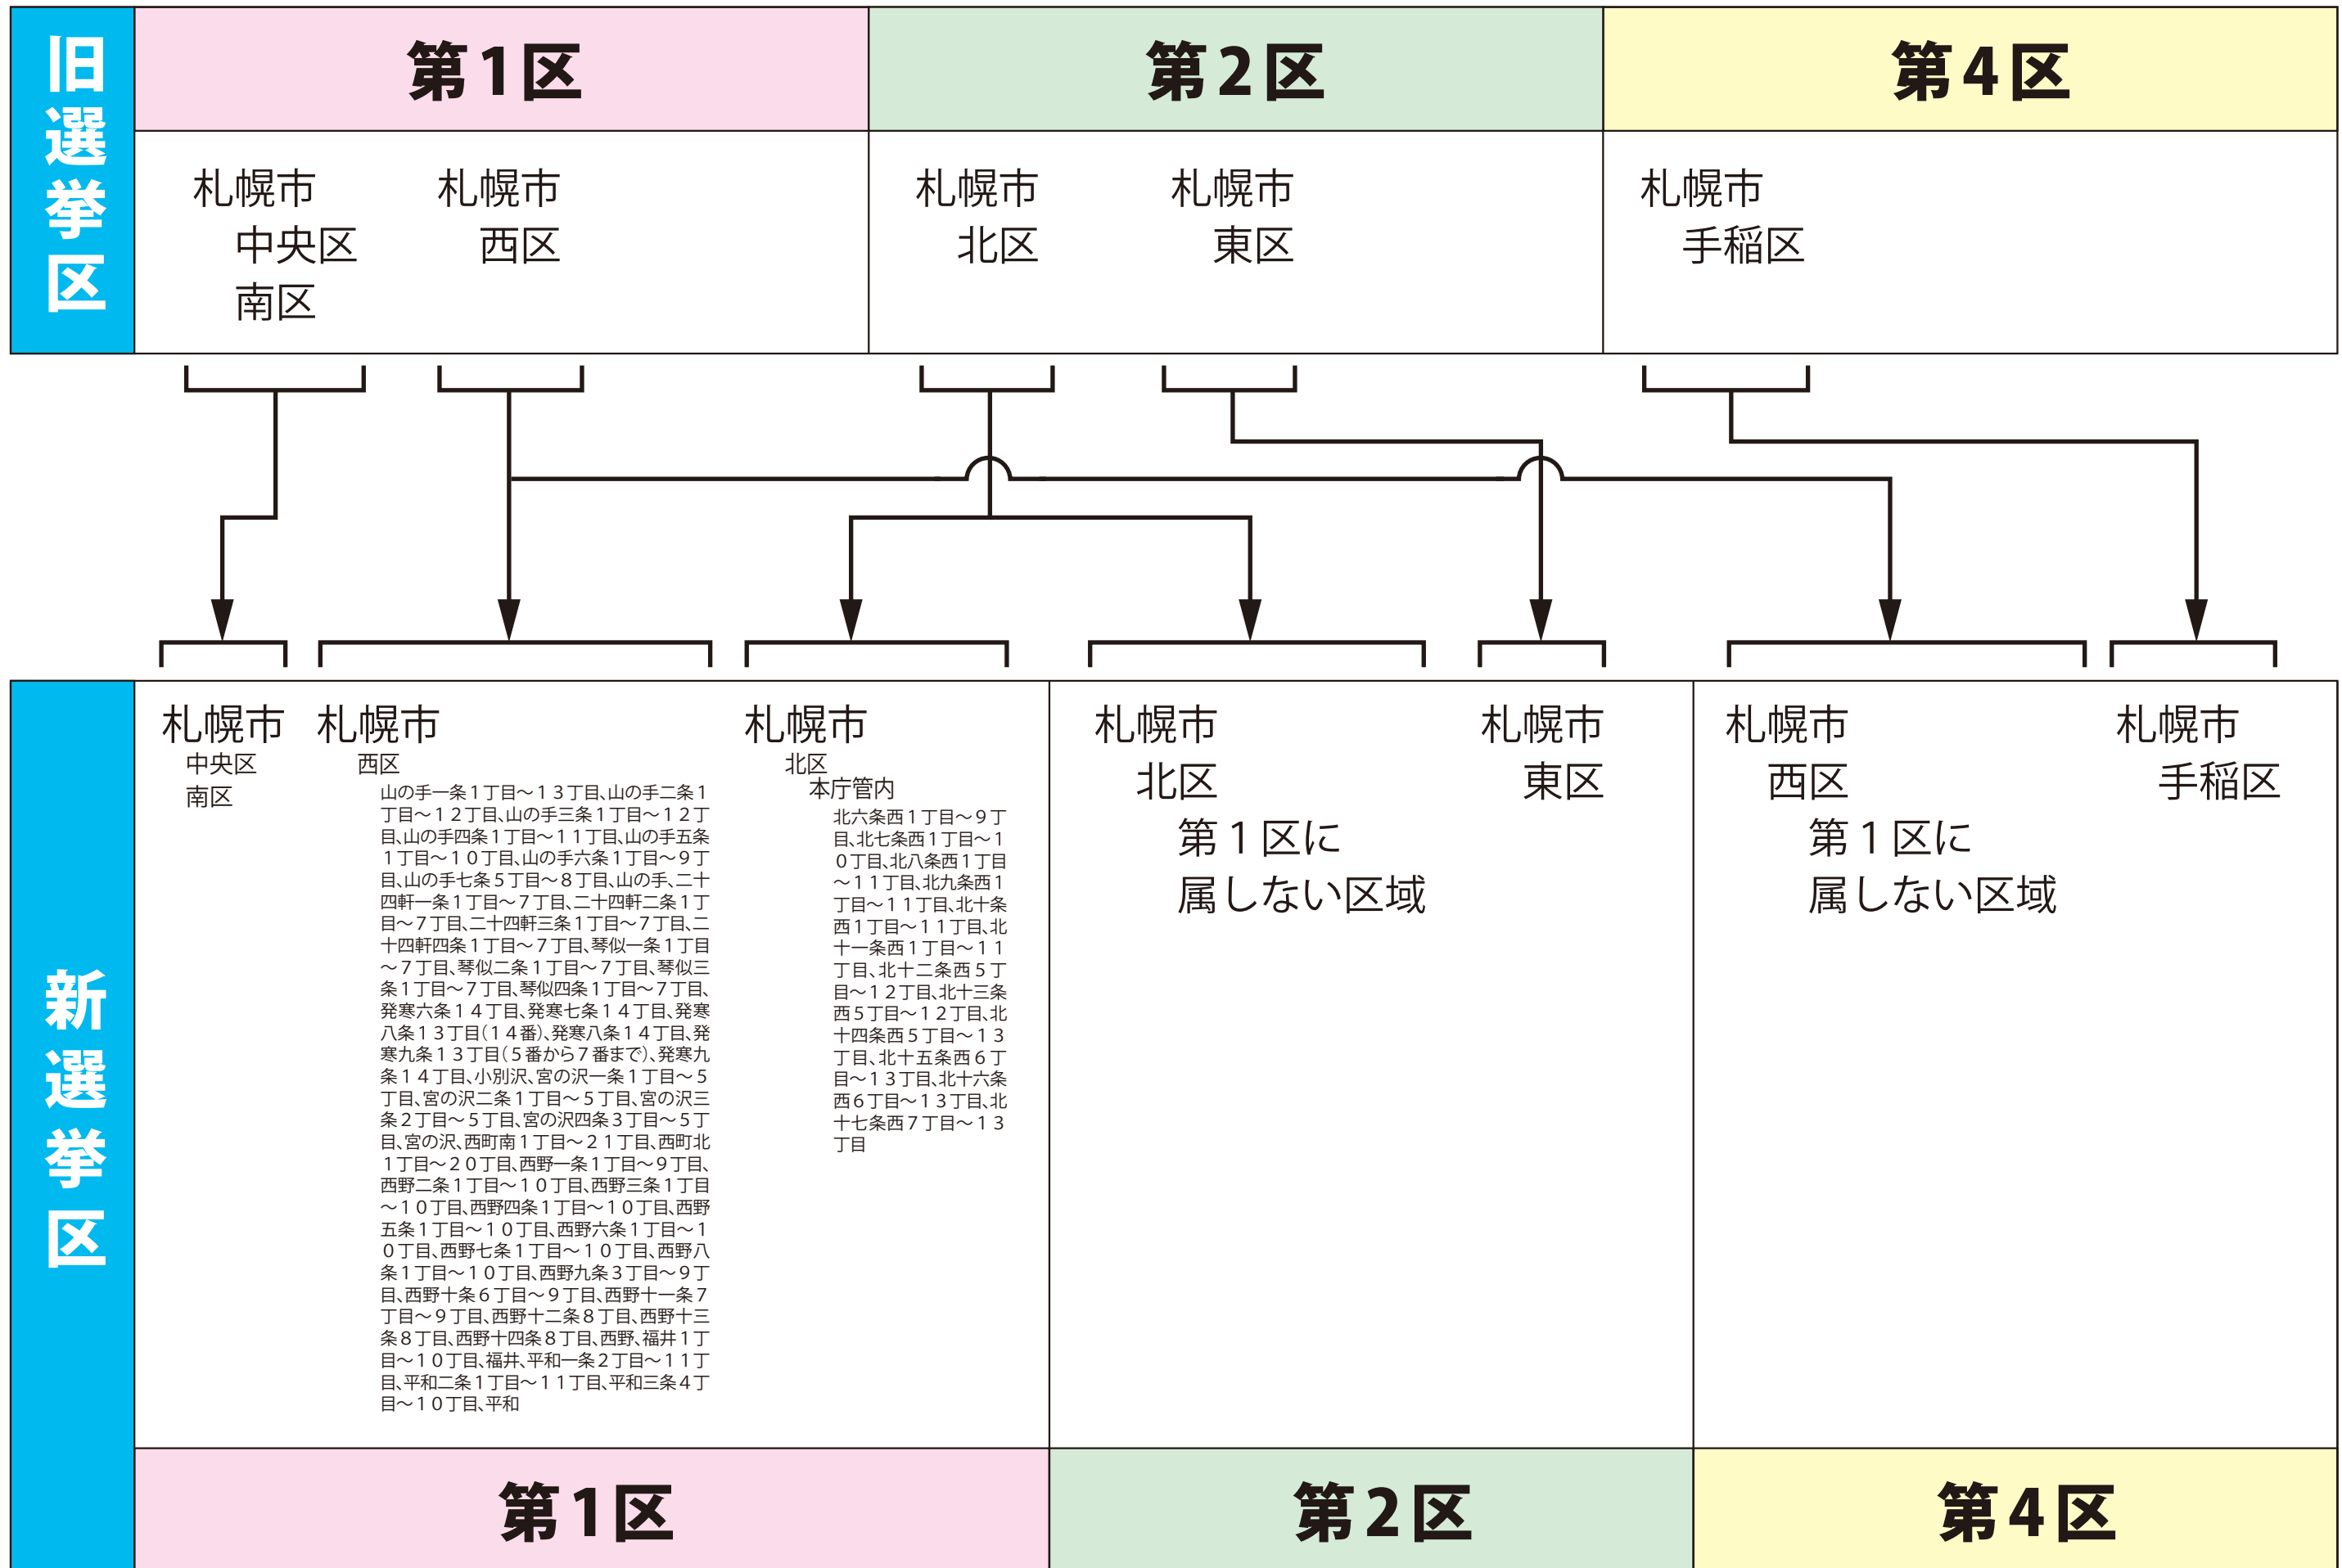 旧選挙区
第1区
第2区
第4区
札幌市
中央区
南区
札幌市
西区
札幌市
北区
札幌市
東区
札幌市
手稲区
新選挙区
札幌市
中央区
南区
札幌市
西区
山の手一条１丁目～１３丁目、山の手二条１
丁目～１２丁目、山の手三条１丁目～１２丁
目、山の手四条１丁目～１１丁目、山の手五条
１丁目～１０丁目、山の手六条１丁目～９丁
目、山の手七条５丁目～８丁目、山の手、二十
四軒一条１丁目～７丁目、二十四軒二条１丁
目～７丁目、二十四軒三条１丁目～７丁目、二
十四軒四条１丁目～７丁目、琴似一条１丁目
～７丁目、琴似二条１丁目～７丁目、琴似三
条１丁目～７丁目、琴似四条１丁目～７丁目、
発寒六条１４丁目、発寒七条１４丁目、発寒
八条１３丁目（１４番）、発寒八条１４丁目、発
寒九条１３丁目（５番から７番まで）、発寒九
条１４丁目、小別沢、宮の沢一条１丁目～５
丁目、宮の沢二条１丁目～５丁目、宮の沢三
条２丁目～５丁目、宮の沢四条３丁目～５丁
目、宮の沢、西町南１丁目～２１丁目、西町北
１丁目～２０丁目、西野一条１丁目～９丁目、
西野二条１丁目～１０丁目、西野三条１丁目
～１０丁目、西野四条１丁目～１０丁目、西野
五条１丁目～１０丁目、西野六条１丁目～１
０丁目、西野七条１丁目～１０丁目、西野八
条１丁目～１０丁目、西野九条３丁目～９丁
目、西野十条６丁目～９丁目、西野十一条７
丁目～９丁目、西野十二条８丁目、西野十三
条８丁目、西野十四条８丁目、西野、福井１丁
目～１０丁目、福井、平和一条２丁目～１１丁
目、平和二条１丁目～１１丁目、平和三条４丁
目～１０丁目、平和
札幌市
北区
本庁管内
北六条西１丁目～９丁
目、北七条西１丁目～１
０丁目、北八条西１丁目
～１１丁目、北九条西１
丁目～１１丁目、北十条
西１丁目～１１丁目、北
十一条西１丁目～１１
丁目、北十二条西５丁
目～１２丁目、北十三条
西５丁目～１２丁目、北
十四条西５丁目～１３
丁目、北十五条西６丁
目～１３丁目、北十六条
西６丁目～１３丁目、北
十七条西７丁目～１３
丁目
札幌市
北区
第１区に
属しない区域
札幌市
東区
札幌市
西区
第１区に
属しない区域
札幌市
手稲区
第1区
第2区
第4区